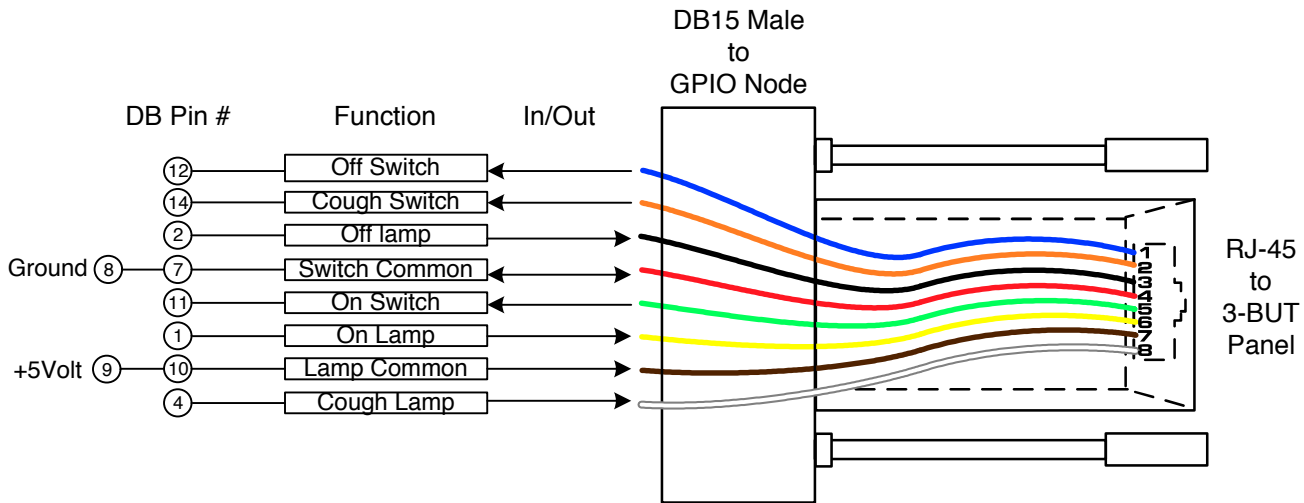 DB15 Male
to
GPIO Node
DB Pin # Function In/Out
12 Off Switch
14 Cough Switch
2 Off lamp
Ground 8 7 Switch Common
11 On Switch
1 On Lamp
+5Volt 9 10 Lamp Common
4 Cough Lamp
1
2
3
4
5
6
7
8
RJ-45
to
3-BUT
Panel